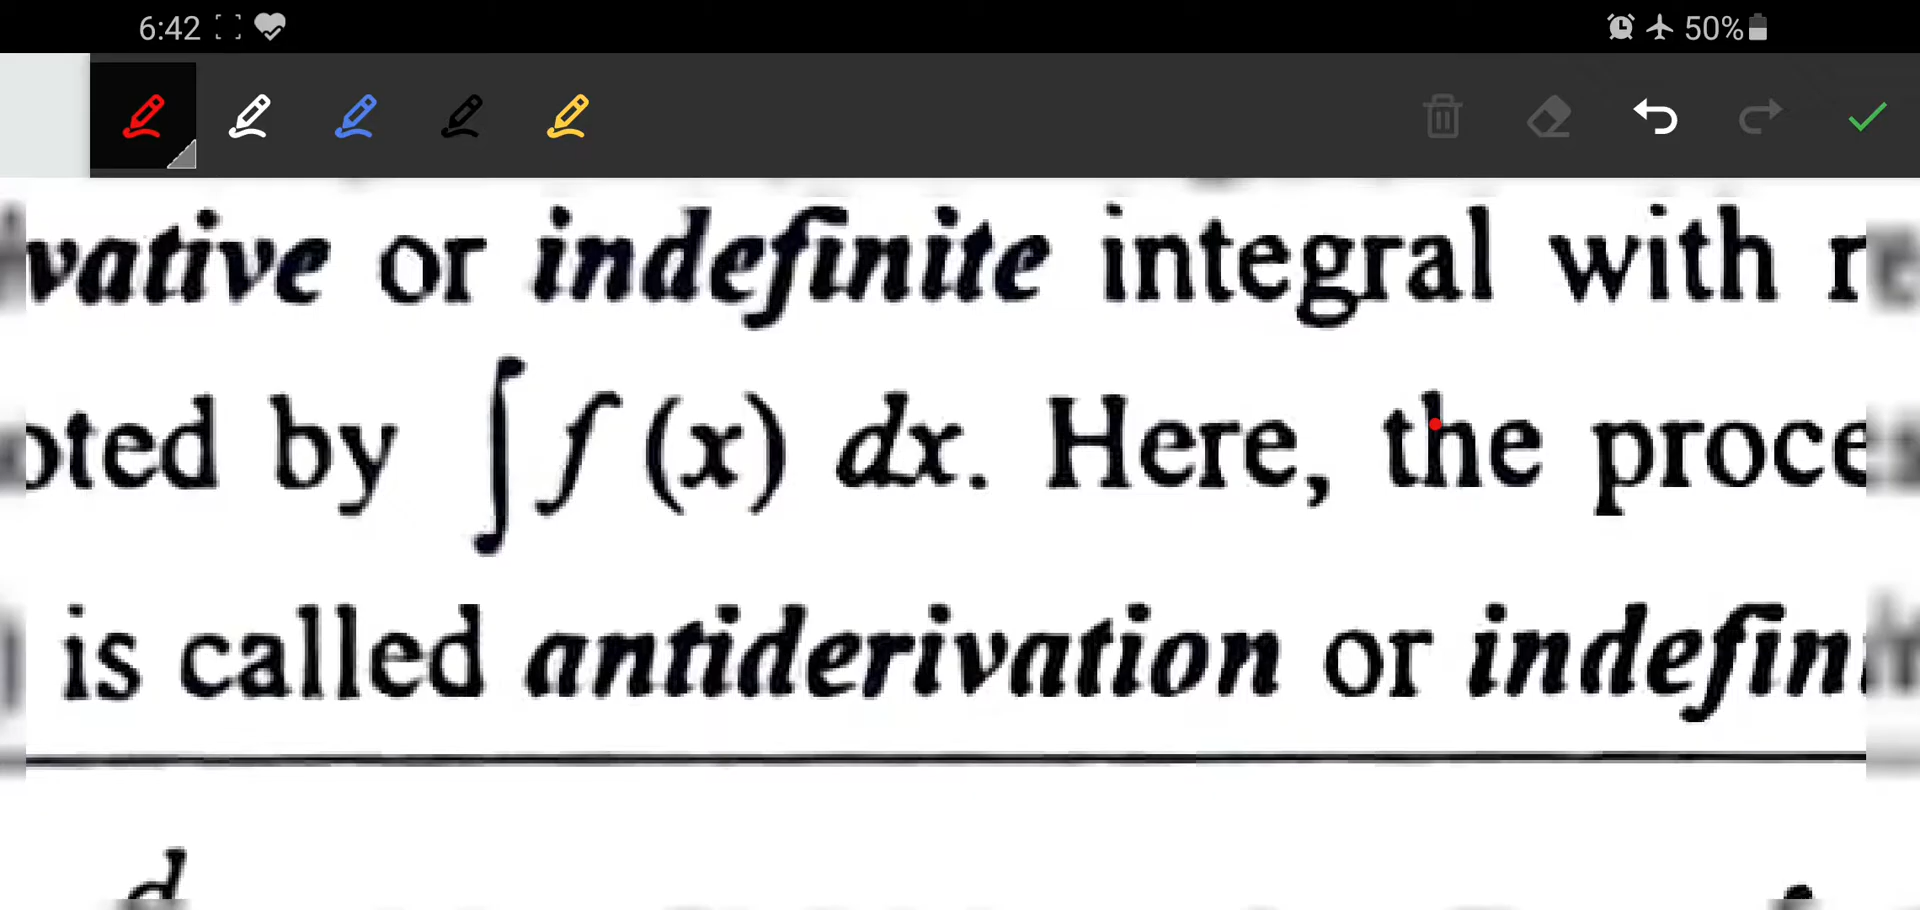 6:42 50%
vative or indefinite integral with re
oted by ∫ f (x) dx. Here, the proce
is called antiderivation or indefin
d